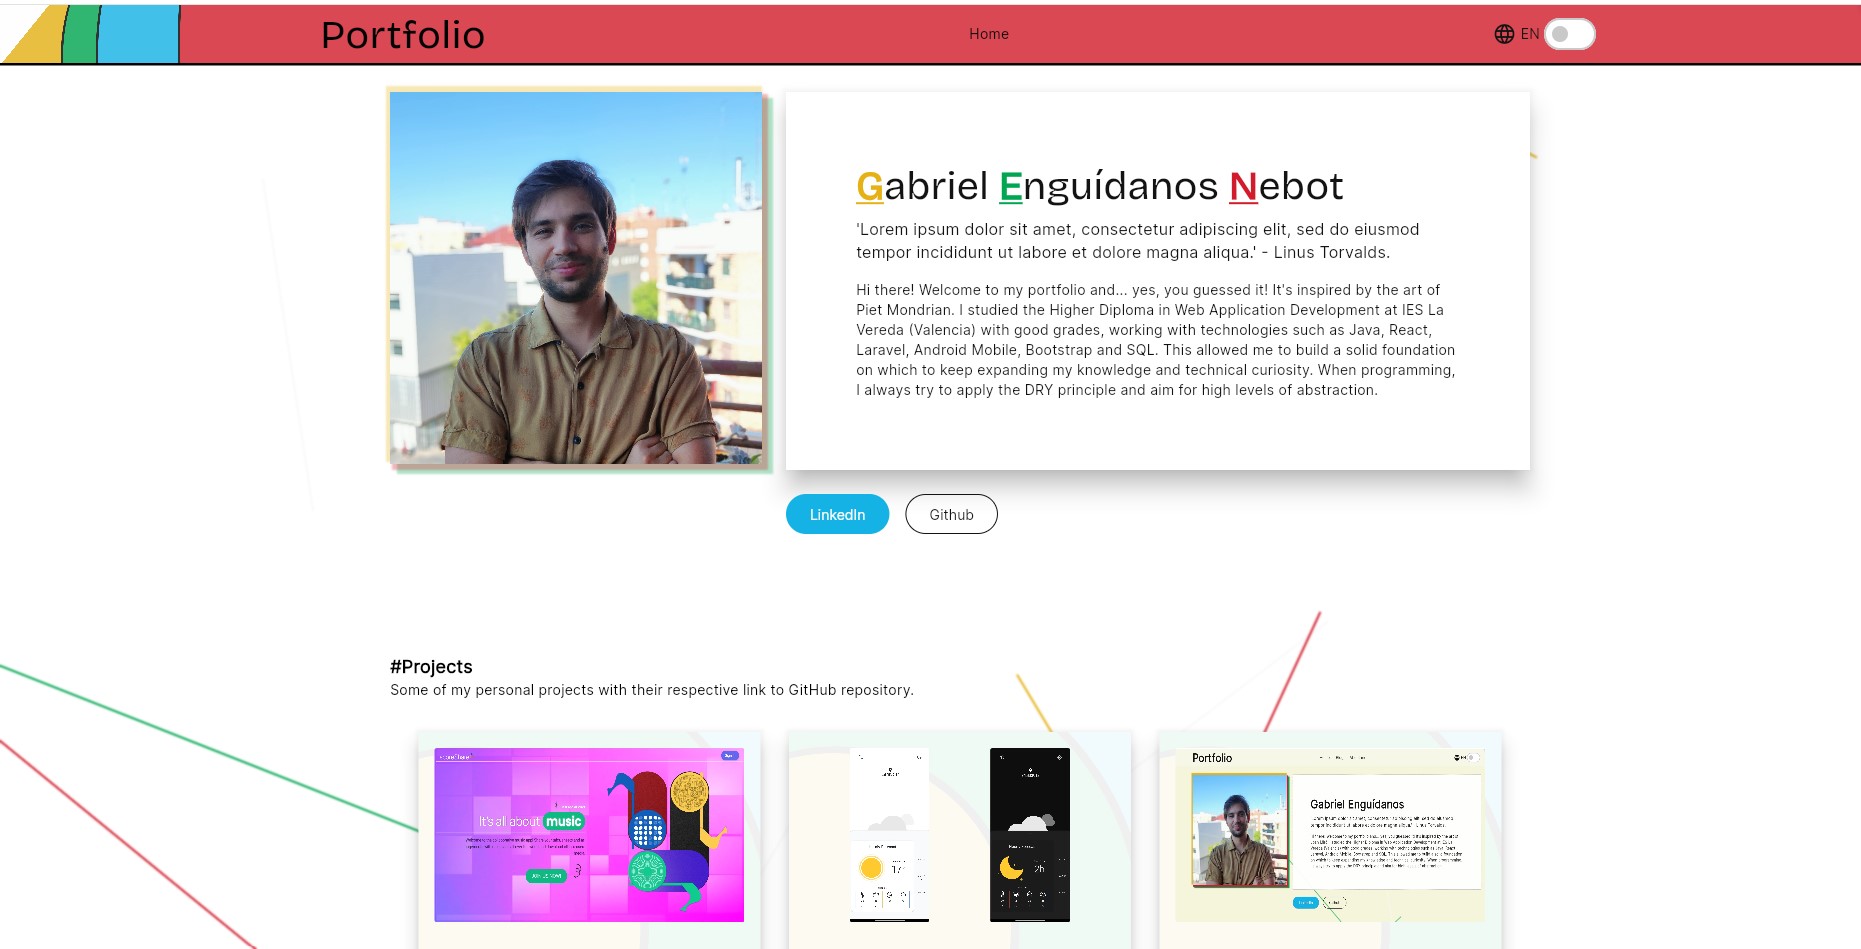 Portfolio
Home
EN
Gabriel Enguídanos Nebot
'Lorem ipsum dolor sit amet, consectetur adipiscing elit, sed do eiusmod
tempor incididunt ut labore et dolore magna aliqua.' - Linus Torvalds.
Hi there! Welcome to my portfolio and... yes, you guessed it! It's inspired by the art of
Piet Mondrian. I studied the Higher Diploma in Web Application Development at IES La
Vereda (Valencia) with good grades, working with technologies such as Java, React,
Laravel, Android Mobile, Bootstrap and SQL. This allowed me to build a solid foundation
on which to keep expanding my knowledge and technical curiosity. When programming,
I always try to apply the DRY principle and aim for high levels of abstraction.
LinkedIn
Github
#Projects
Some of my personal projects with their respective link to GitHub repository.
It's all about music
JOIN US NOW!
Portfolio
Gabriel Enguídanos